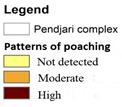 Legend
Pendjari complex
Patterns of poaching
Not detected
Moderate
High